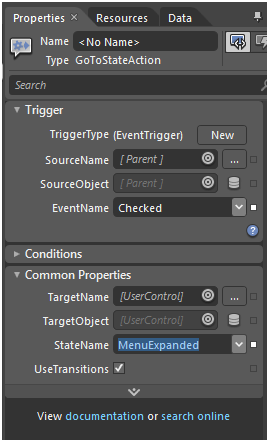 Properties × Resources Data
Name <No Name>
Type GoToStateAction
Search
Trigger
TriggerType (EventTrigger) New
SourceName [ Parent ] ...
SourceObject [ Parent ]
EventName Checked
?
Conditions
Common Properties
TargetName [UserControl] ...
TargetObject [UserControl]
StateName MenuExpanded
UseTransitions
View documentation or search online